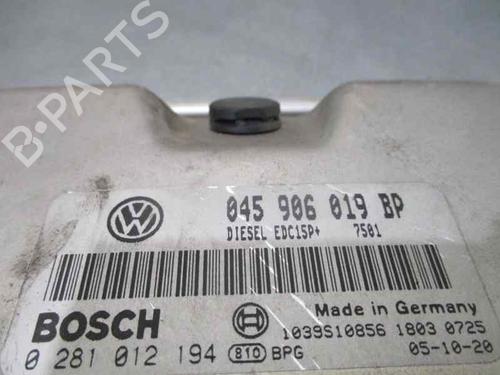 045 906 019 BP
DIESEL EDC15P+ 7501
Made in Germany
BOSCH
1039S10856 1803 0725
0 281 012 194 810 BPG 05-10-20